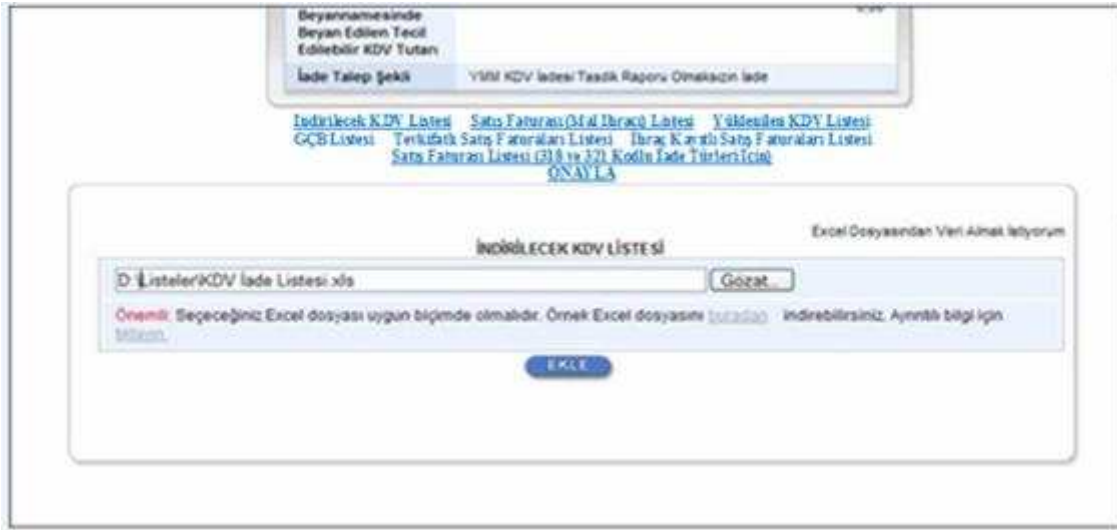 Beyannamesinde
Beyan Edilen Tecil
Edilebilir KDV Tutarı
İade Talep Şekli YMM KDV İadesi Tasdik Raporu Olmaksızın İade
İndirilecek KDV Listesi Satış Faturası (Mal İhracı) Listesi Yüklenilen KDV Listesi
GÇB Listesi Tevkifatlı Satış Faturaları Listesi İhraç Kayıtlı Satış Faturaları Listesi
Satış Faturası Listesi (318 ve 321 Kodlu İade Türleri İçin)
ONAYLA
Excel Dosyasından Veri Almak İstiyorum
İNDİRİLECEK KDV LİSTESİ
D:\Listeler\KDV İade Listesi.xls Gözat...
Önemli: Seçeceğiniz Excel dosyası uygun biçimde olmalıdır. Örnek Excel dosyasını buradan indirebilirsiniz. Ayrıntılı bilgi için
tıklayın.
EKLE